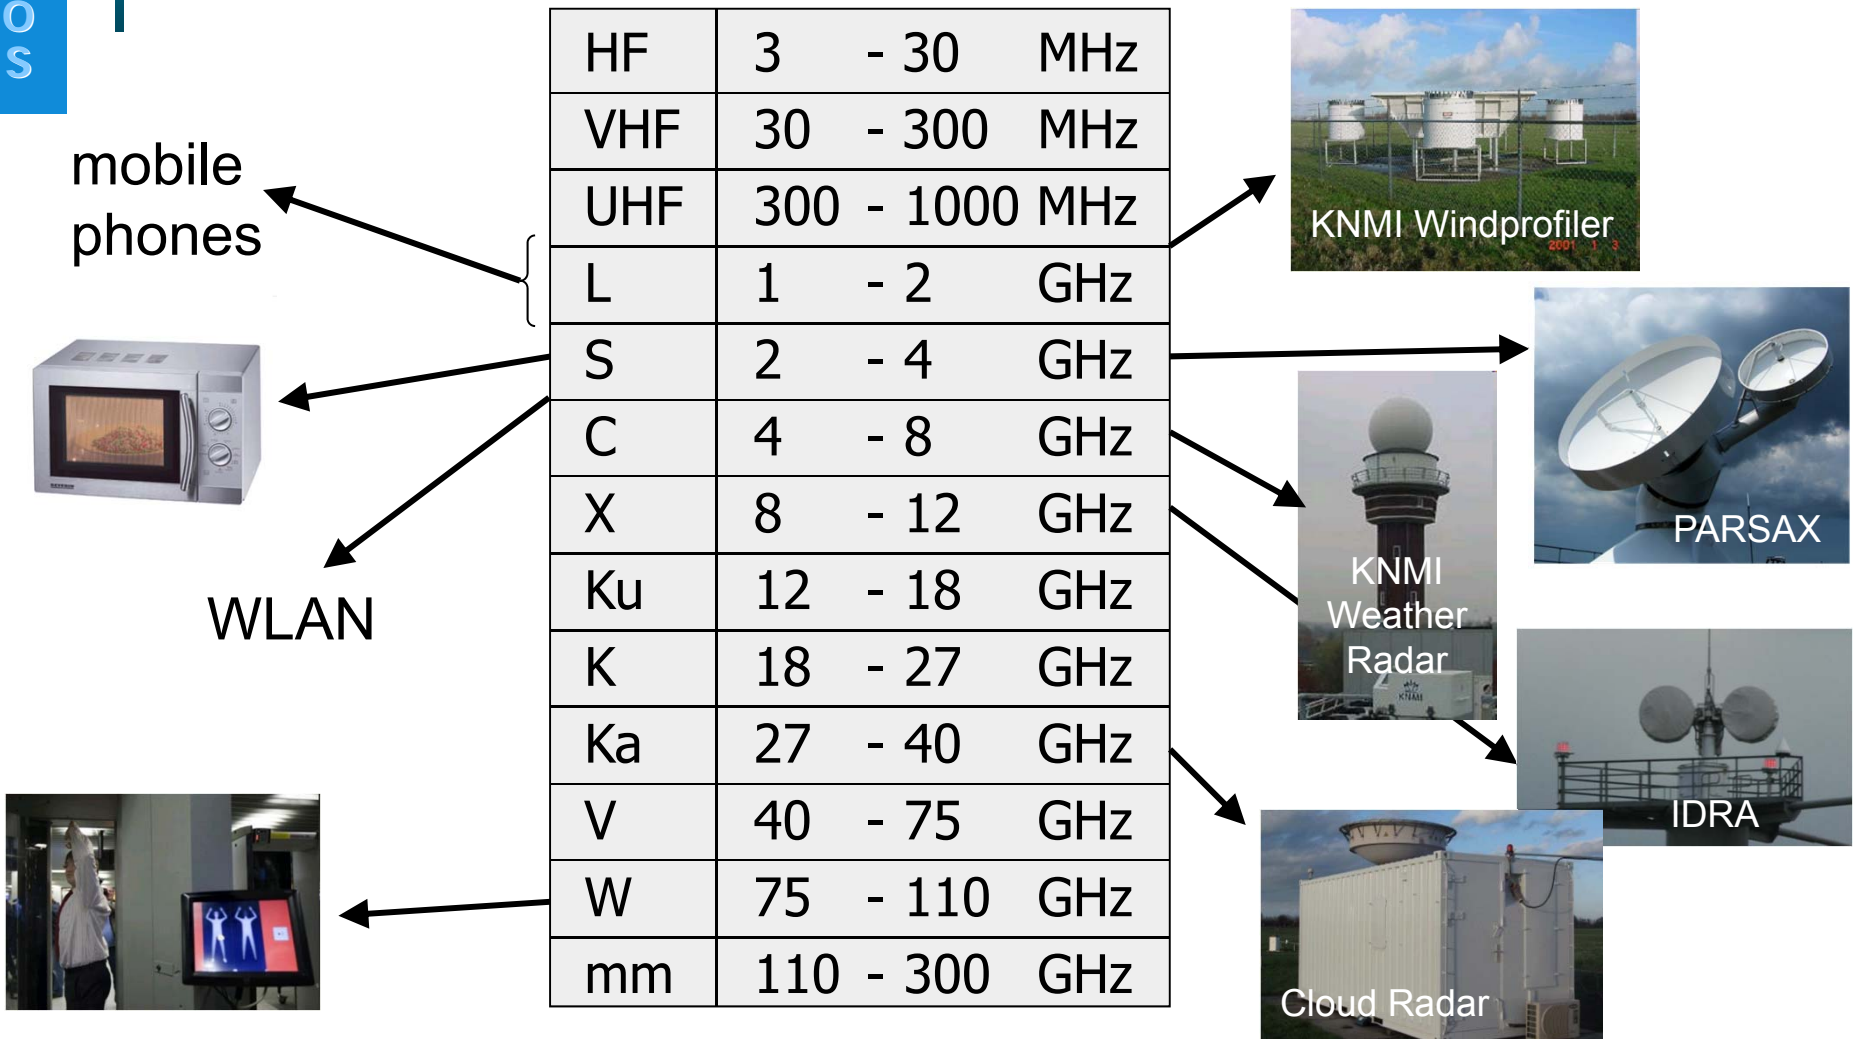 O
S
HF 3 - 30 MHz
VHF 30 - 300 MHz
UHF 300 - 1000 MHz
L 1 - 2 GHz
S 2 - 4 GHz
C 4 - 8 GHz
X 8 - 12 GHz
Ku 12 - 18 GHz
K 18 - 27 GHz
Ka 27 - 40 GHz
V 40 - 75 GHz
W 75 - 110 GHz
mm 110 - 300 GHz
mobile
phones
WLAN
KNMI Windprofiler
2001 1 3
PARSAX
KNMI
Weather
Radar
KNMI
IDRA
Cloud Radar